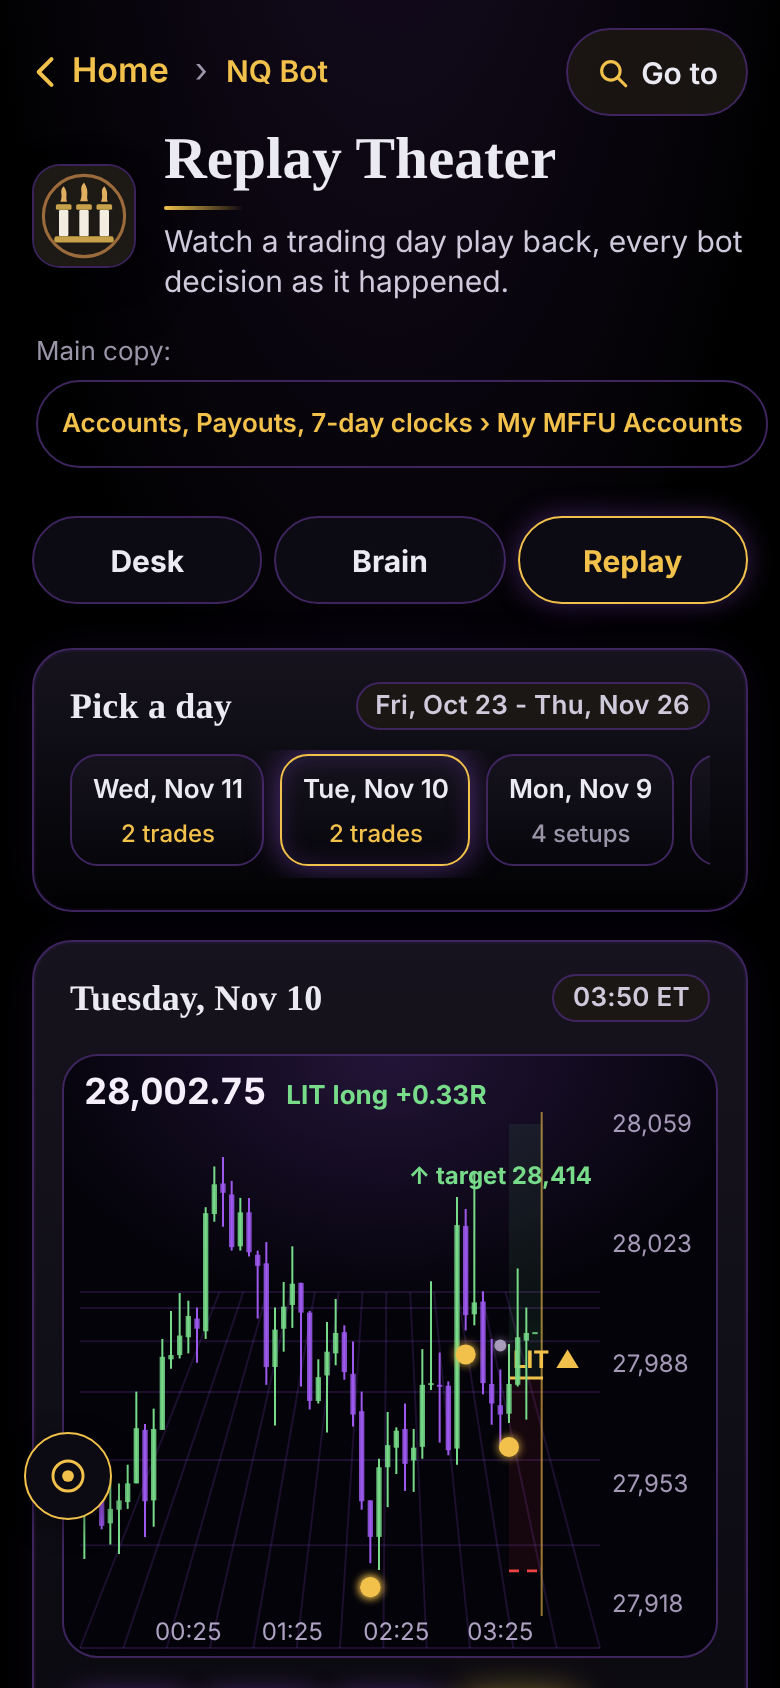 Home › NQ Bot
Go to
Replay Theater
Watch a trading day play back, every bot
decision as it happened.
Main copy:
Accounts, Payouts, 7-day clocks › My MFFU Accounts
Desk
Brain
Replay
Pick a day
Fri, Oct 23 - Thu, Nov 26
Wed, Nov 11
2 trades
Tue, Nov 10
2 trades
Mon, Nov 9
4 setups
Tuesday, Nov 10
03:50 ET
28,002.75
LIT long +0.33R
↑ target 28,414
LIT ▲
28,059
28,023
27,988
27,953
27,918
00:25
01:25
02:25
03:25